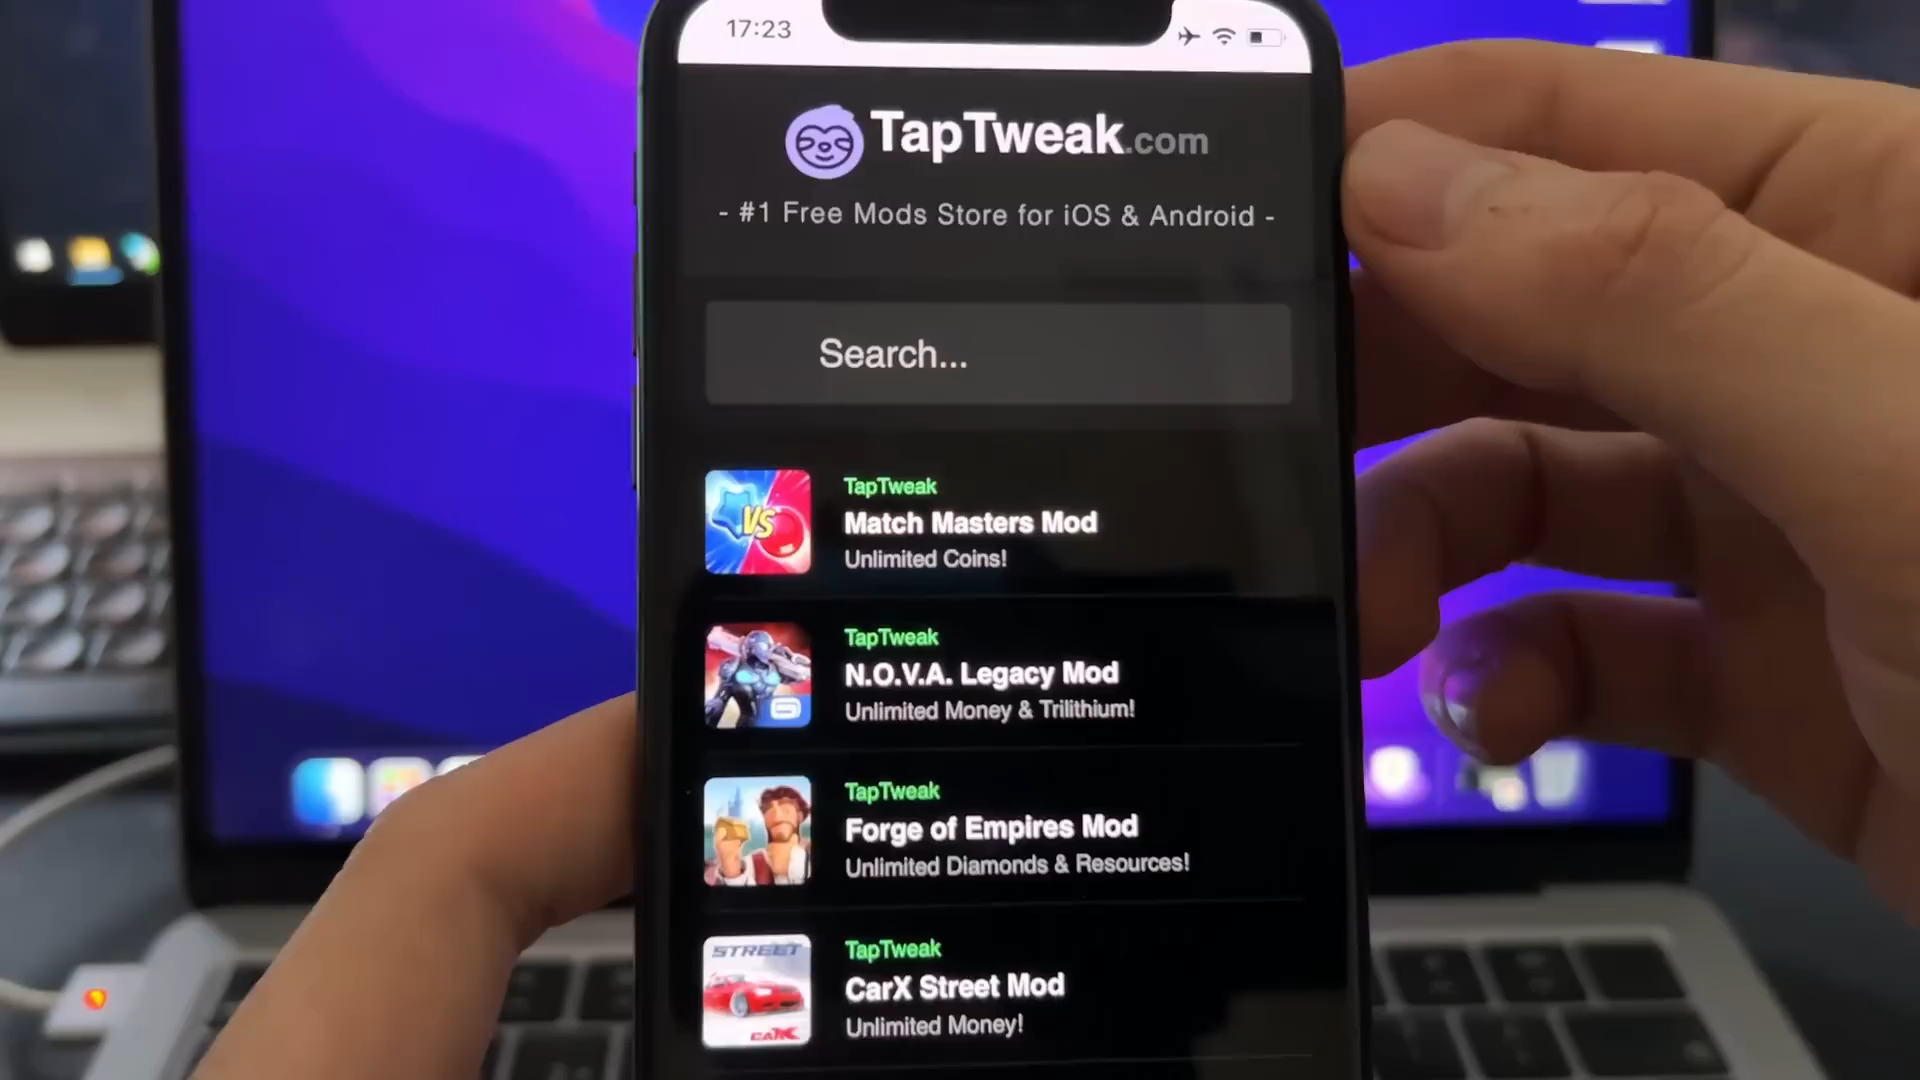 17:23
TapTweak.com
- #1 Free Mods Store for iOS & Android -
Search...
VS
TapTweak
Match Masters Mod
Unlimited Coins!
TapTweak
N.O.V.A. Legacy Mod
Unlimited Money & Trilithium!
TapTweak
Forge of Empires Mod
Unlimited Diamonds & Resources!
STREET
CARX
TapTweak
CarX Street Mod
Unlimited Money!